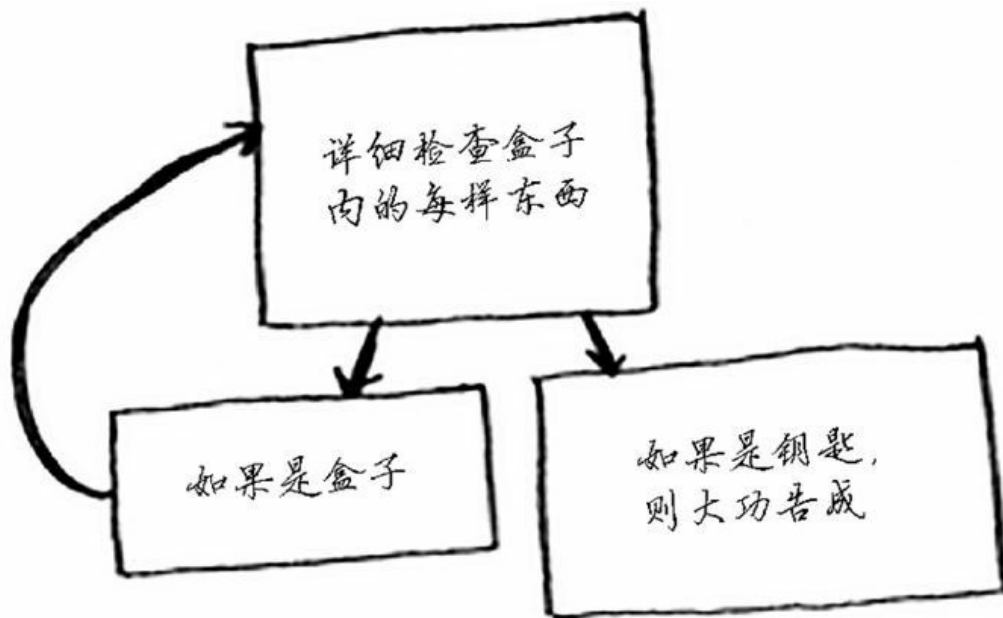 详细检查盒子
内的每样东西
如果是盒子
如果是钥匙,
则大功告成